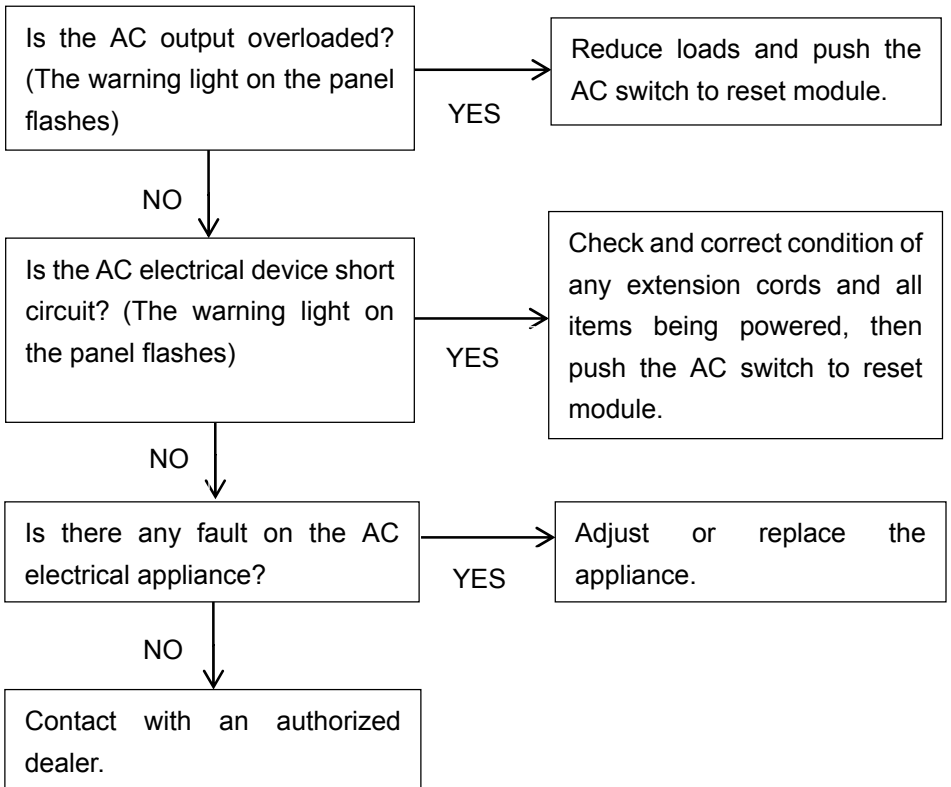 Is the AC output overloaded?
(The warning light on the panel
flashes)
Reduce loads and push the
AC switch to reset module.
YES
NO
Is the AC electrical device short
circuit? (The warning light on
the panel flashes)
Check and correct condition of
any extension cords and all
items being powered, then
push the AC switch to reset
module.
YES
NO
Is there any fault on the AC
electrical appliance?
Adjust or replace the
appliance.
YES
NO
Contact with an authorized
dealer.